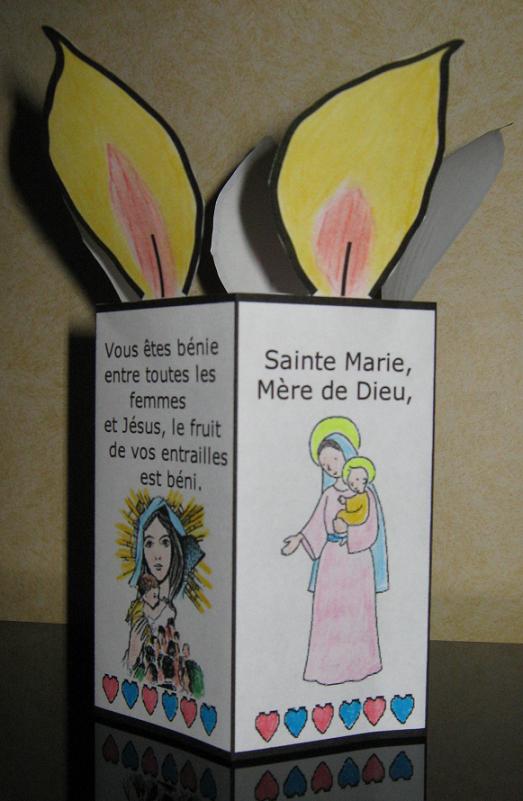 Vous êtes bénie
entre toutes les
femmes
et Jésus, le fruit
de vos entrailles
est béni.
Sainte Marie,
Mère de Dieu,